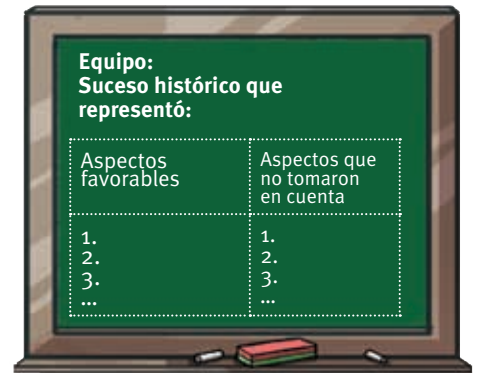 Equipo:
Suceso histórico que
representó:
Aspectos
favorables
Aspectos que
no tomaron
en cuenta
1.
2.
3.
...
1.
2.
3.
...